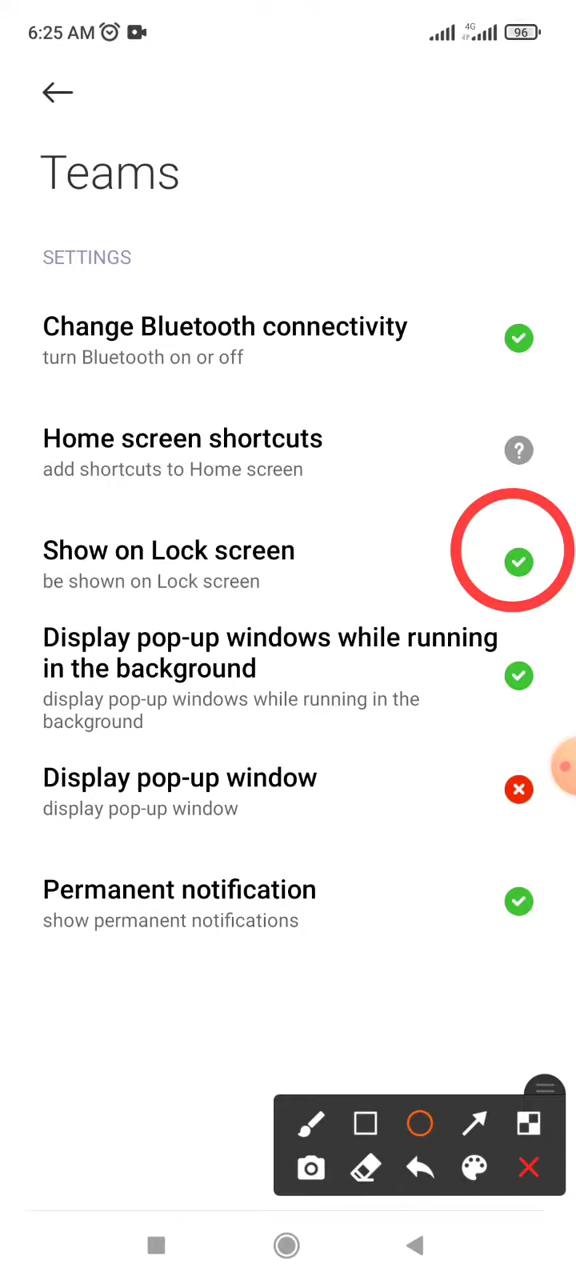 6:25 AM
4G
96
Teams
SETTINGS
Change Bluetooth connectivity
turn Bluetooth on or off
Home screen shortcuts
add shortcuts to Home screen
?
Show on Lock screen
be shown on Lock screen
Display pop-up windows while running
in the background
display pop-up windows while running in the
background
Display pop-up window
display pop-up window
Permanent notification
show permanent notifications